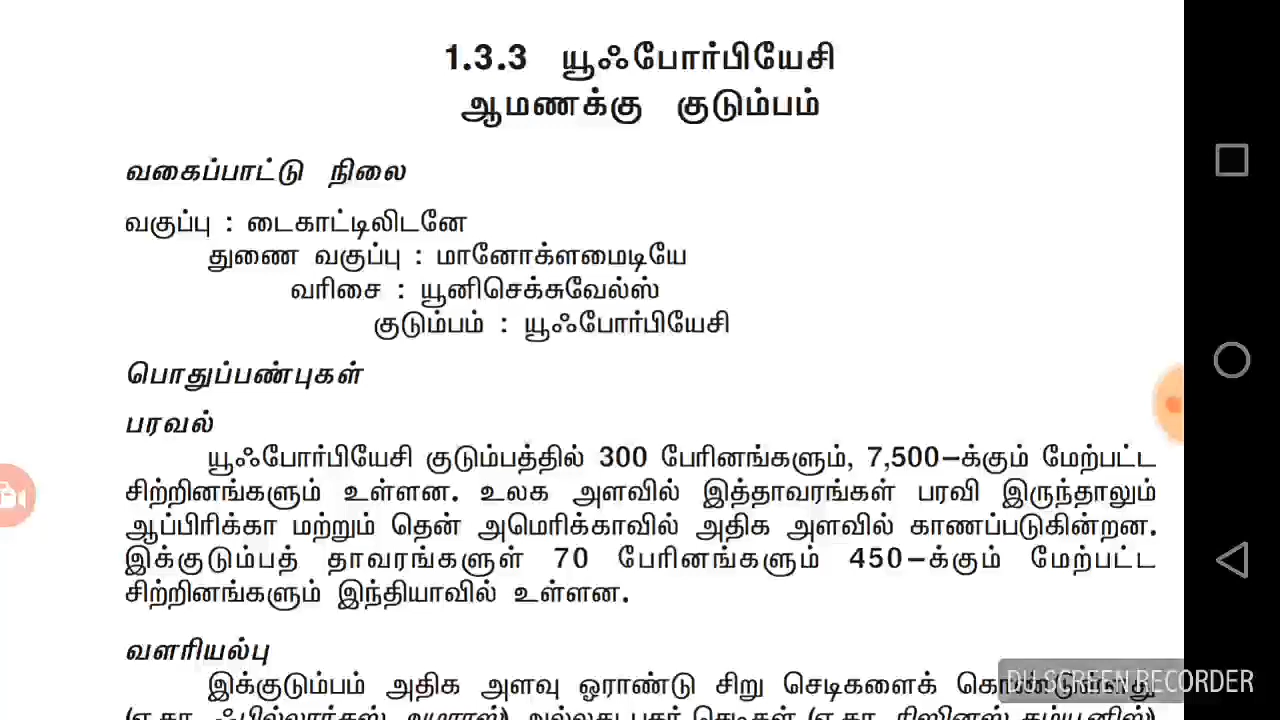 1.3.3 யூஃபோர்பியேசி
ஆமணக்கு குடும்பம்
வகைப்பாட்டு நிலை
வகுப்பு : டைகாட்டிலிடனே
துணை வகுப்பு : மானோக்ளமைடியே
வரிசை : யூனிசெக்சுவேல்ஸ்
குடும்பம் : யூஃபோர்பியேசி
பொதுப்பண்புகள்
பரவல்
யூஃபோர்பியேசி குடும்பத்தில் 300 பேரினங்களும், 7,500–க்கும் மேற்பட்ட
சிற்றினங்களும் உள்ளன. உலக அளவில் இத்தாவரங்கள் பரவி இருந்தாலும்
ஆப்பிரிக்கா மற்றும் தென் அமெரிக்காவில் அதிக அளவில் காணப்படுகின்றன.
இக்குடும்பத் தாவரங்களுள் 70 பேரினங்களும் 450–க்கும் மேற்பட்ட
சிற்றினங்களும் இந்தியாவில் உள்ளன.
வளரியல்பு
இக்குடும்பம் அதிக அளவு ஓராண்டு சிறு செடிகளைக்
DU SCREEN RECORDER